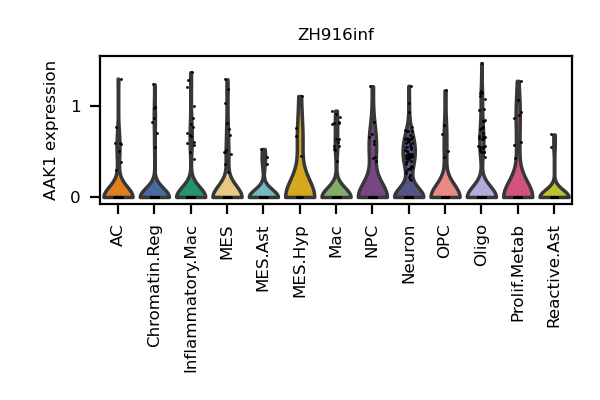 ZH916inf
AAK1 expression
1
0
AC
Chromatin.Reg
Inflammatory.Mac
MES
MES.Ast
MES.Hyp
Mac
NPC
Neuron
OPC
Oligo
Prolif.Metab
Reactive.Ast